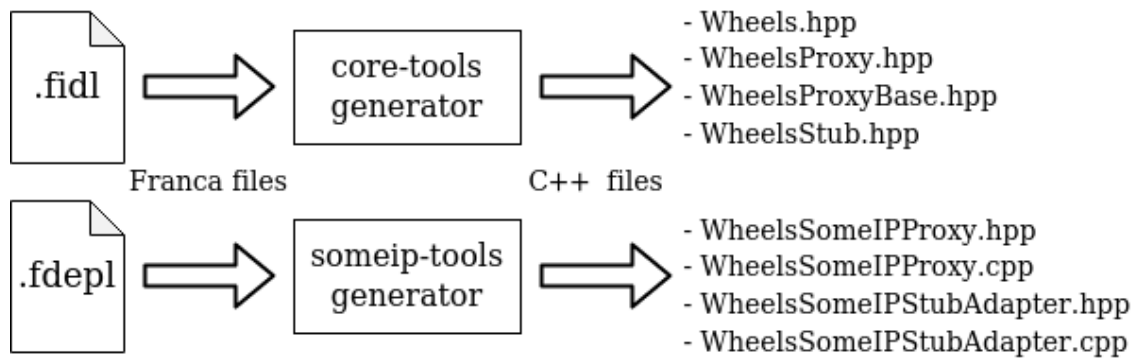 .fidl
core-tools
generator
- Wheels.hpp
- WheelsProxy.hpp
- WheelsProxyBase.hpp
- WheelsStub.hpp
Franca files
C++ files
.fdepl
someip-tools
generator
- WheelsSomeIPProxy.hpp
- WheelsSomeIPProxy.cpp
- WheelsSomeIPStubAdapter.hpp
- WheelsSomeIPStubAdapter.cpp